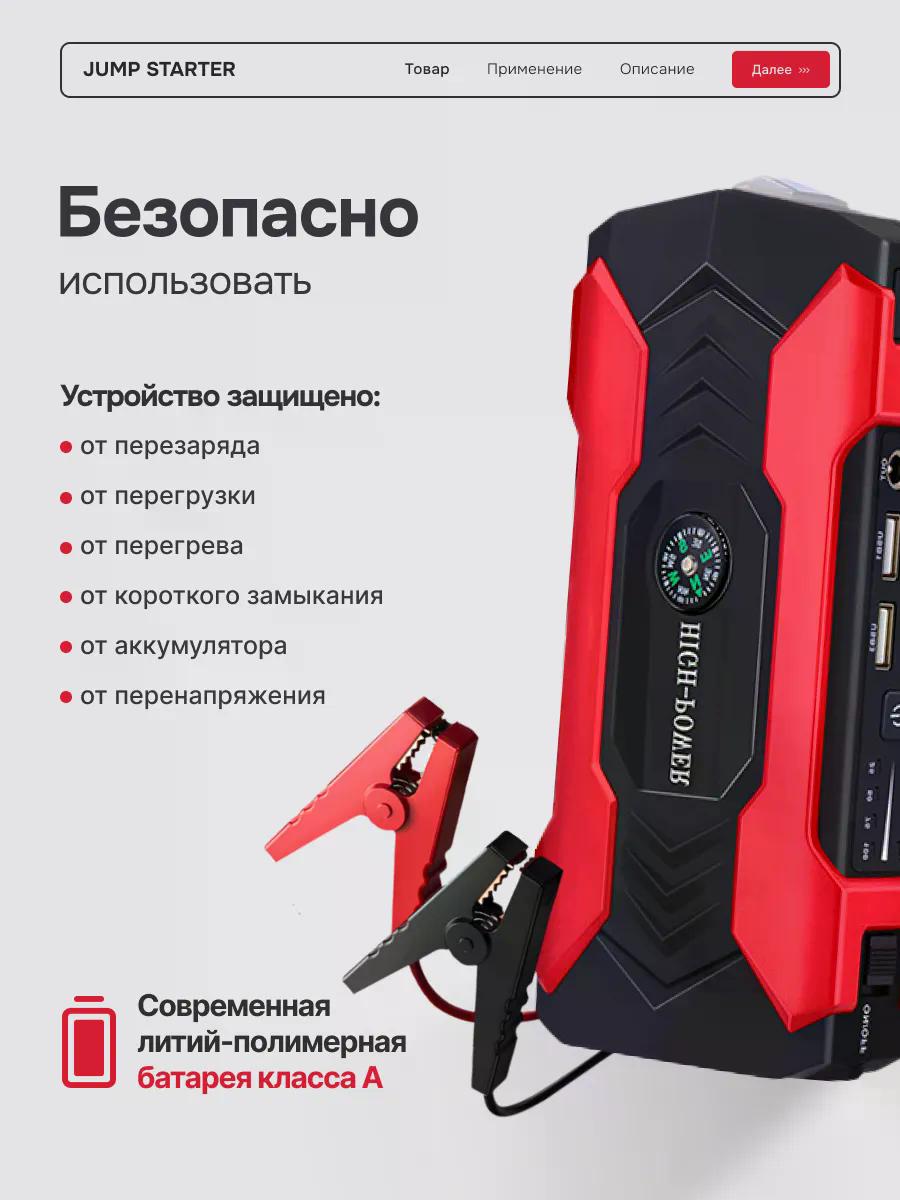 JUMP STARTER
Товар
Применение
Описание
Далее ›››
Безопасно
использовать
Устройство защищено:
• от перезаряда
• от перегрузки
• от перегрева
• от короткого замыкания
• от аккумулятора
• от перенапряжения
HIGH-POWER
Современная
литий-полимерная
батарея класса А